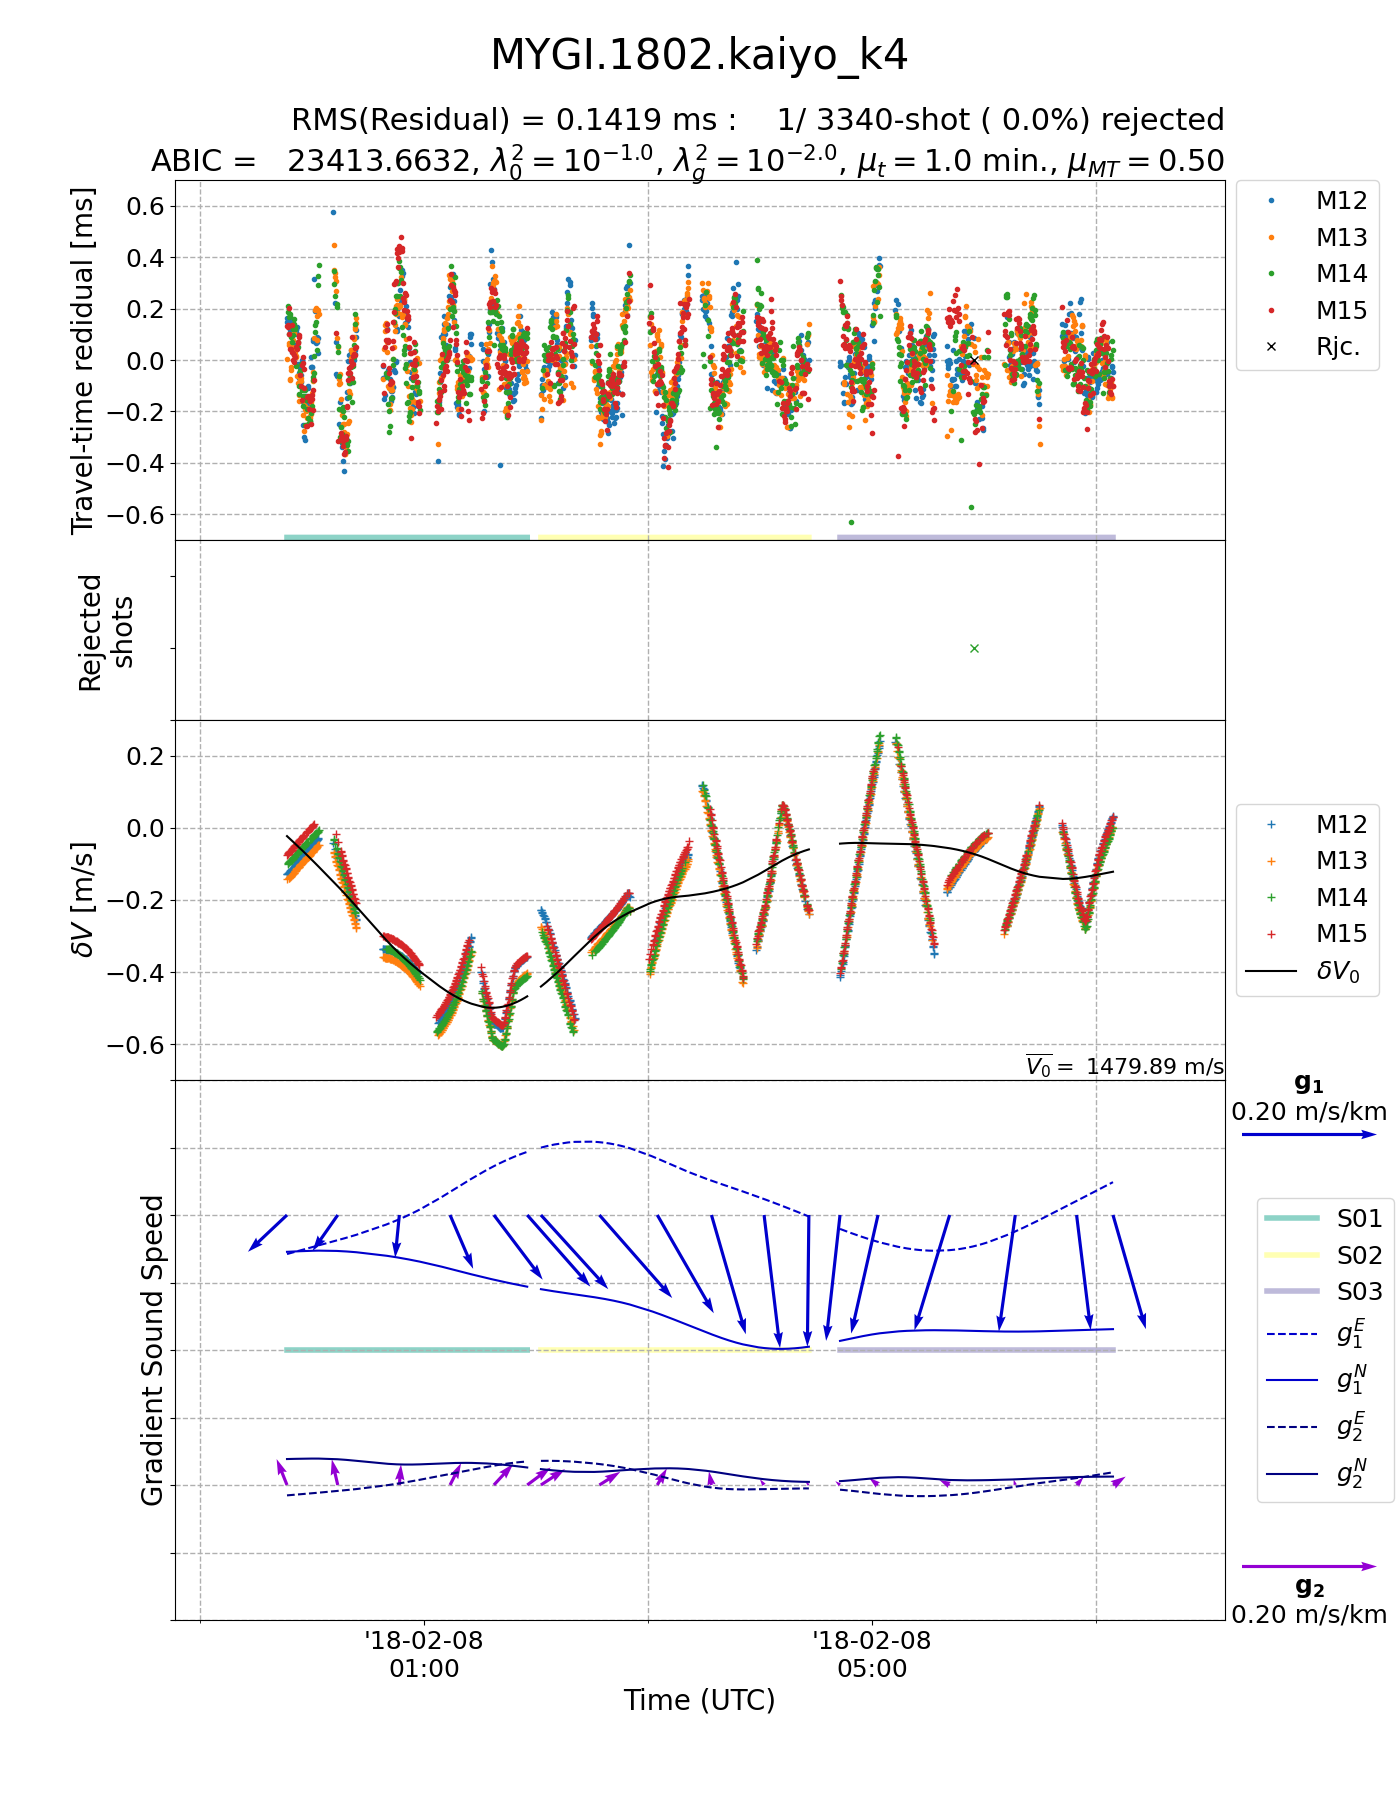 MYGI.1802.kaiyo_k4
RMS(Residual) = 0.1419 ms :    1/ 3340-shot ( 0.0%) rejected
ABIC =   23413.6632, λ₀² = 10⁻¹·⁰, λ_g² = 10⁻²·⁰, μ_t = 1.0 min., μ_MT = 0.50
Travel-time redidual [ms]
0.6
0.4
0.2
0.0
−0.2
−0.4
−0.6
M12
M13
M14
M15
Rjc.
Rejected
shots
δV [m/s]
0.2
0.0
−0.2
−0.4
−0.6
V̅₀ = 1479.89 m/s
M12
M13
M14
M15
δV₀
Gradient Sound Speed
g₁
0.20 m/s/km
S01
S02
S03
g₁ᴱ
g₁ᴺ
g₂ᴱ
g₂ᴺ
g₂
0.20 m/s/km
'18-02-08
01:00
'18-02-08
05:00
Time (UTC)